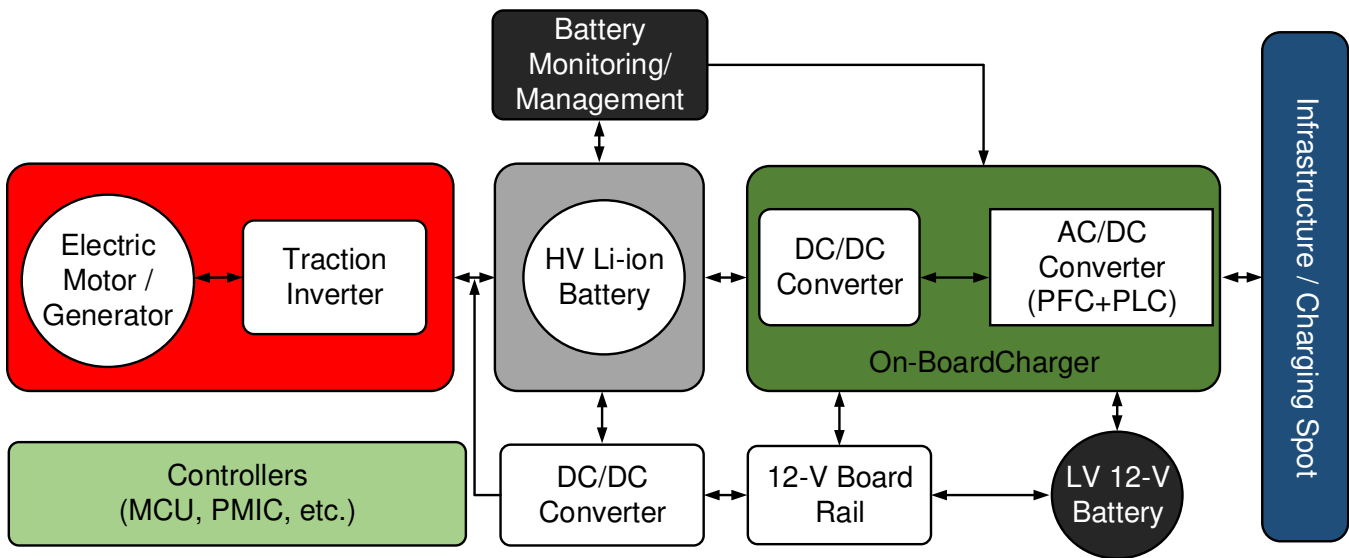 Battery
Monitoring/
Management
Electric
Motor /
Generator
Traction
Inverter
HV Li-ion
Battery
DC/DC
Converter
AC/DC
Converter
(PFC+PLC)
On-BoardCharger
Infrastructure / Charging Spot
Controllers
(MCU, PMIC, etc.)
DC/DC
Converter
12-V Board
Rail
LV 12-V
Battery